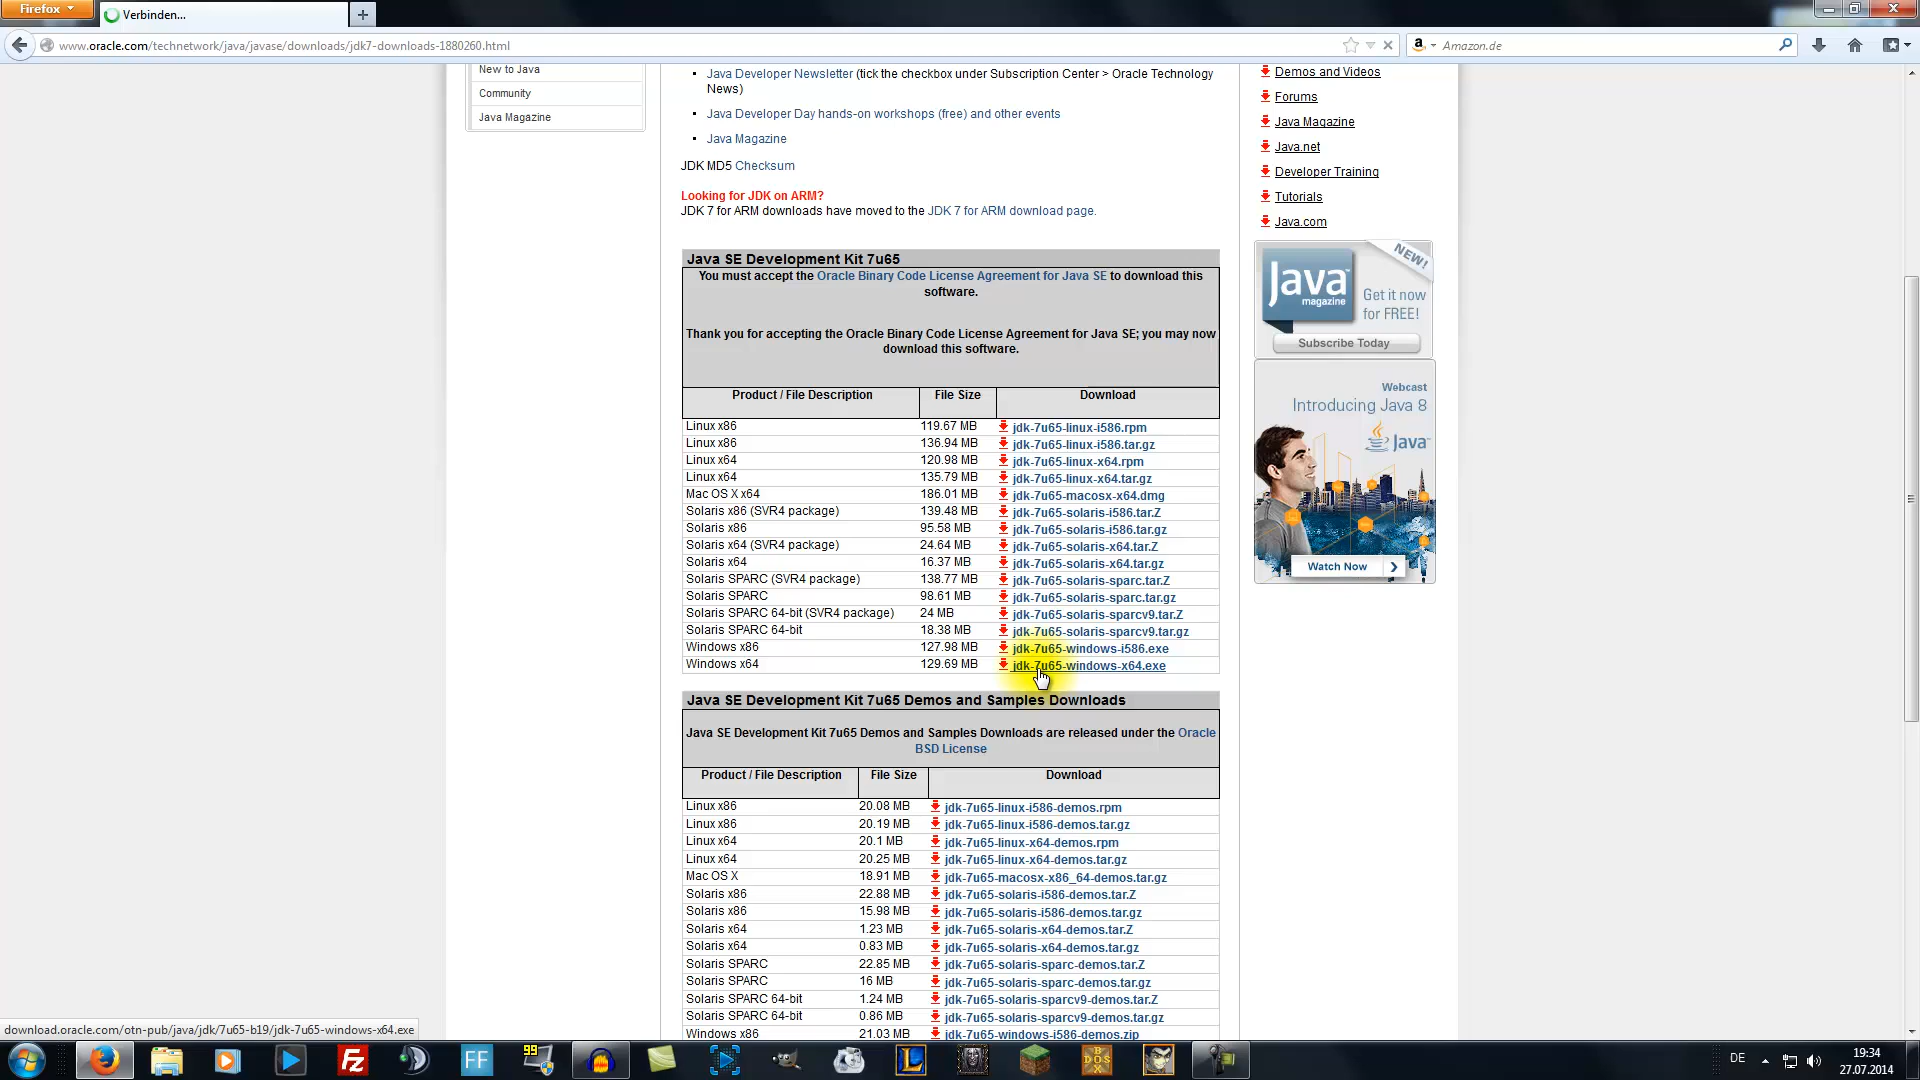 Firefox
Verbinden...
www.oracle.com/technetwork/java/javase/downloads/jdk7-downloads-1880260.html
Amazon.de
New to Java
Community
Java Magazine
Java Developer Newsletter (tick the checkbox under Subscription Center > Oracle Technology
News)
Java Developer Day hands-on workshops (free) and other events
Java Magazine
JDK MD5 Checksum
Looking for JDK on ARM?
JDK 7 for ARM downloads have moved to the JDK 7 for ARM download page.
Java SE Development Kit 7u65
You must accept the Oracle Binary Code License Agreement for Java SE to download this
software.
Thank you for accepting the Oracle Binary Code License Agreement for Java SE; you may now
download this software.
Product / File Description File Size Download
Linux x86 119.67 MB jdk-7u65-linux-i586.rpm
Linux x86 136.94 MB jdk-7u65-linux-i586.tar.gz
Linux x64 120.98 MB jdk-7u65-linux-x64.rpm
Linux x64 135.79 MB jdk-7u65-linux-x64.tar.gz
Mac OS X x64 186.01 MB jdk-7u65-macosx-x64.dmg
Solaris x86 (SVR4 package) 139.48 MB jdk-7u65-solaris-i586.tar.Z
Solaris x86 95.58 MB jdk-7u65-solaris-i586.tar.gz
Solaris x64 (SVR4 package) 24.64 MB jdk-7u65-solaris-x64.tar.Z
Solaris x64 16.37 MB jdk-7u65-solaris-x64.tar.gz
Solaris SPARC (SVR4 package) 138.77 MB jdk-7u65-solaris-sparc.tar.Z
Solaris SPARC 98.61 MB jdk-7u65-solaris-sparc.tar.gz
Solaris SPARC 64-bit (SVR4 package) 24 MB jdk-7u65-solaris-sparcv9.tar.Z
Solaris SPARC 64-bit 18.38 MB jdk-7u65-solaris-sparcv9.tar.gz
Windows x86 127.98 MB jdk-7u65-windows-i586.exe
Windows x64 129.69 MB jdk-7u65-windows-x64.exe
Java SE Development Kit 7u65 Demos and Samples Downloads
Java SE Development Kit 7u65 Demos and Samples Downloads are released under the Oracle
BSD License
Product / File Description File Size Download
Linux x86 20.08 MB jdk-7u65-linux-i586-demos.rpm
Linux x86 20.19 MB jdk-7u65-linux-i586-demos.tar.gz
Linux x64 20.1 MB jdk-7u65-linux-x64-demos.rpm
Linux x64 20.25 MB jdk-7u65-linux-x64-demos.tar.gz
Mac OS X 18.91 MB jdk-7u65-macosx-x86_64-demos.tar.gz
Solaris x86 22.88 MB jdk-7u65-solaris-i586-demos.tar.Z
Solaris x86 15.98 MB jdk-7u65-solaris-i586-demos.tar.gz
Solaris x64 1.23 MB jdk-7u65-solaris-x64-demos.tar.Z
Solaris x64 0.83 MB jdk-7u65-solaris-x64-demos.tar.gz
Solaris SPARC 22.85 MB jdk-7u65-solaris-sparc-demos.tar.Z
Solaris SPARC 16 MB jdk-7u65-solaris-sparc-demos.tar.gz
Solaris SPARC 64-bit 1.24 MB jdk-7u65-solaris-sparcv9-demos.tar.Z
Solaris SPARC 64-bit 0.86 MB jdk-7u65-solaris-sparcv9-demos.tar.gz
Windows x86 21.03 MB jdk-7u65-windows-i586-demos.zip
Demos and Videos
Forums
Java Magazine
Java.net
Developer Training
Tutorials
Java.com
NEW!
Java
magazine
Get it now
for FREE!
Subscribe Today
Webcast
Introducing Java 8
Java
Watch Now
download.oracle.com/otn-pub/java/jdk/7u65-b19/jdk-7u65-windows-x64.exe
FF
99
L
BOX
DOS
DE
19:34
27.07.2014